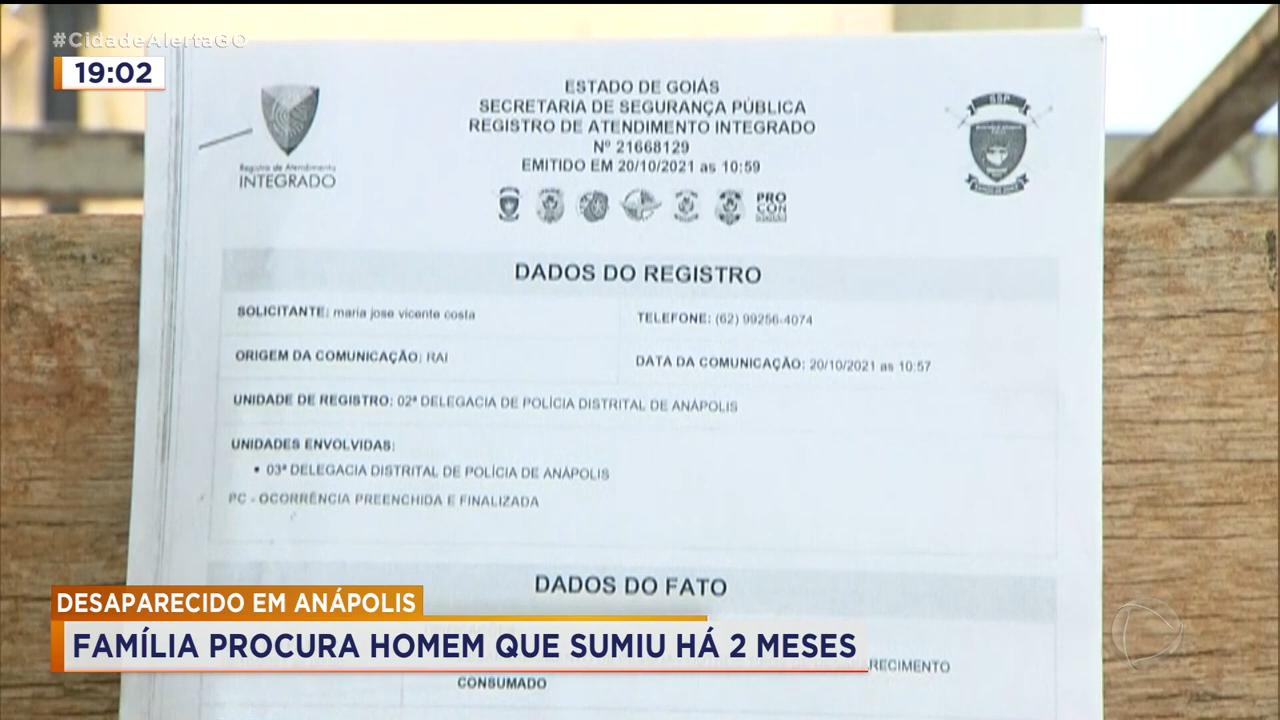 #CidadeAlertaGO
19:02
ESTADO DE GOIÁS
SECRETARIA DE SEGURANÇA PÚBLICA
REGISTRO DE ATENDIMENTO INTEGRADO
Nº 21668129
EMITIDO EM 20/10/2021 as 10:59
Registro de Atendimento
INTEGRADO
SSP
PRO
CON
DADOS DO REGISTRO
SOLICITANTE: maria jose vicente costa
TELEFONE: (62) 99256-4074
ORIGEM DA COMUNICAÇÃO: RAI
DATA DA COMUNICAÇÃO: 20/10/2021 as 10:57
UNIDADE DE REGISTRO: 02ª DELEGACIA DE POLÍCIA DISTRITAL DE ANÁPOLIS
UNIDADES ENVOLVIDAS:
• 03ª DELEGACIA DISTRITAL DE POLÍCIA DE ANÁPOLIS
PC - OCORRÊNCIA PREENCHIDA E FINALIZADA
DADOS DO FATO
DESAPARECIDO EM ANÁPOLIS
FAMÍLIA PROCURA HOMEM QUE SUMIU HÁ 2 MESES
RECIMENTO
CONSUMADO